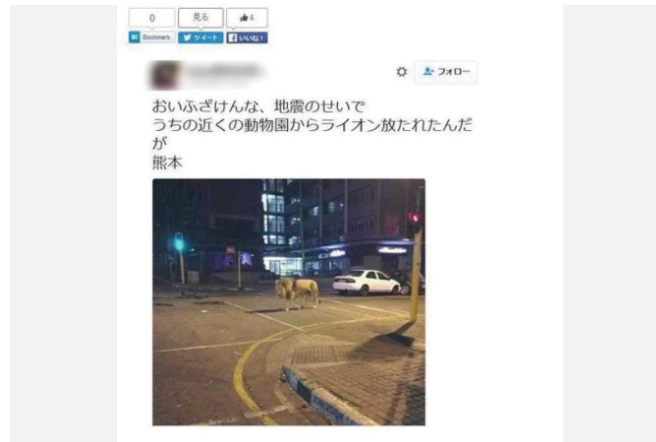 0
見る
4
B! Bookmark
ツイート
いいね！
フォロー
おいふざけんな、地震のせいで
うちの近くの動物園からライオン放たれたんだ
が
熊本